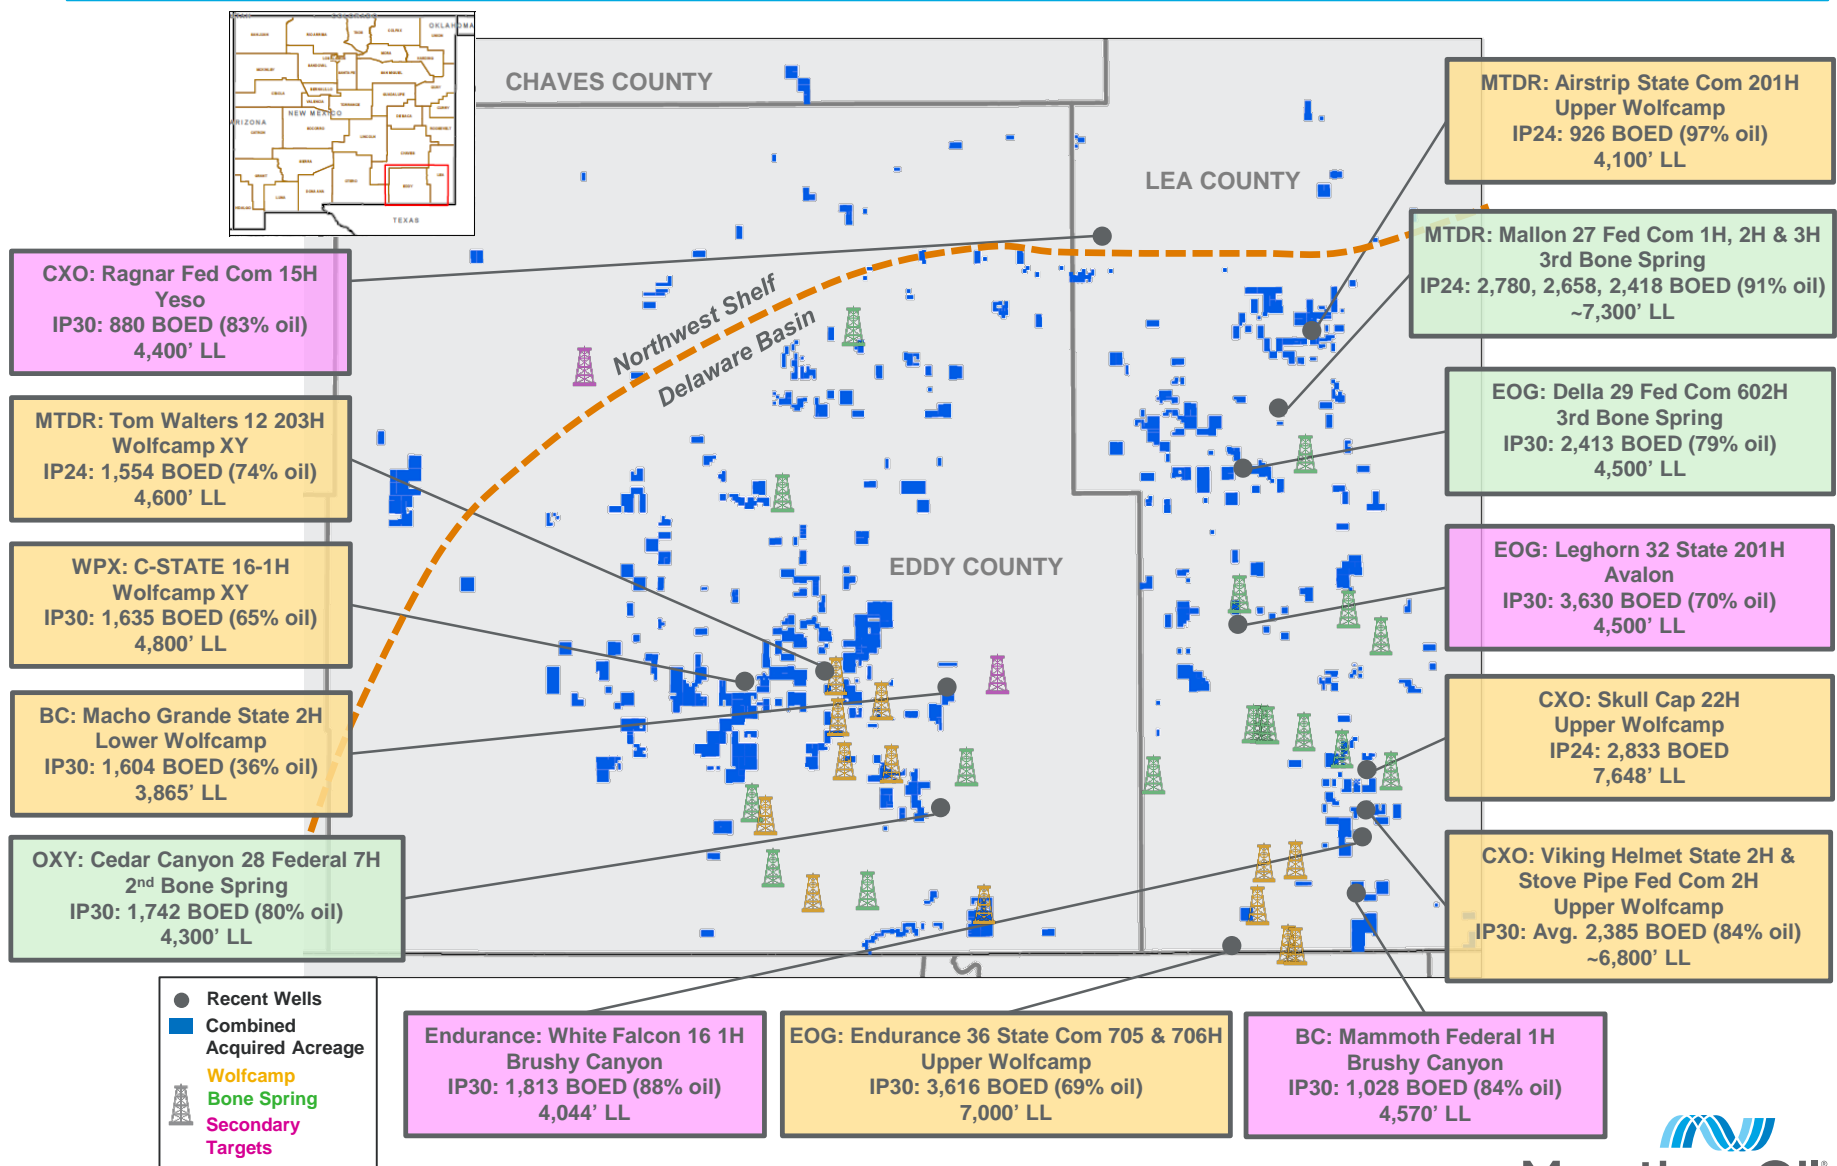 COLORADO
OKLAHOMA
ARIZONA
NEW MEXICO
TEXAS
EDDY
LEA
CHAVES COUNTY
LEA COUNTY
EDDY COUNTY
Northwest Shelf
Delaware Basin
MTDR: Airstrip State Com 201H
Upper Wolfcamp
IP24: 926 BOED (97% oil)
4,100’ LL
MTDR: Mallon 27 Fed Com 1H, 2H & 3H
3rd Bone Spring
IP24: 2,780, 2,658, 2,418 BOED (91% oil)
~7,300’ LL
CXO: Ragnar Fed Com 15H
Yeso
IP30: 880 BOED (83% oil)
4,400’ LL
EOG: Della 29 Fed Com 602H
3rd Bone Spring
IP30: 2,413 BOED (79% oil)
4,500’ LL
MTDR: Tom Walters 12 203H
Wolfcamp XY
IP24: 1,554 BOED (74% oil)
4,600’ LL
EOG: Leghorn 32 State 201H
Avalon
IP30: 3,630 BOED (70% oil)
4,500’ LL
WPX: C-STATE 16-1H
Wolfcamp XY
IP30: 1,635 BOED (65% oil)
4,800’ LL
CXO: Skull Cap 22H
Upper Wolfcamp
IP24: 2,833 BOED
7,648’ LL
BC: Macho Grande State 2H
Lower Wolfcamp
IP30: 1,604 BOED (36% oil)
3,865’ LL
CXO: Viking Helmet State 2H &
Stove Pipe Fed Com 2H
Upper Wolfcamp
IP30: Avg. 2,385 BOED (84% oil)
~6,800’ LL
OXY: Cedar Canyon 28 Federal 7H
2nd Bone Spring
IP30: 1,742 BOED (80% oil)
4,300’ LL
Endurance: White Falcon 16 1H
Brushy Canyon
IP30: 1,813 BOED (88% oil)
4,044’ LL
EOG: Endurance 36 State Com 705 & 706H
Upper Wolfcamp
IP30: 3,616 BOED (69% oil)
7,000’ LL
BC: Mammoth Federal 1H
Brushy Canyon
IP30: 1,028 BOED (84% oil)
4,570’ LL
Recent Wells
Combined
Acquired Acreage
Wolfcamp
Bone Spring
Secondary
Targets